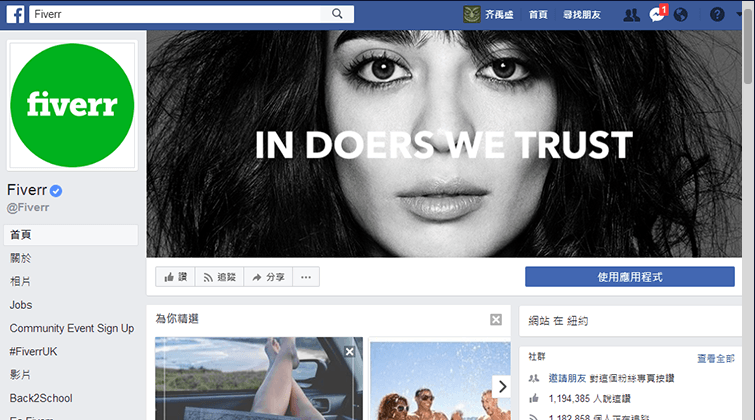 Fiverr
齐禹盛 首頁 尋找朋友 1
fiverr
IN DOERS WE TRUST
Fiverr
@Fiverr
首頁
關於
相片
Jobs
Community Event Sign Up
#FiverrUK
影片
Back2School
讚 追蹤 分享
使用應用程式
為你精選
網站 在 紐約
社群 查看全部
邀請朋友 對這個粉絲專頁按讚
1,194,385 人說這讚